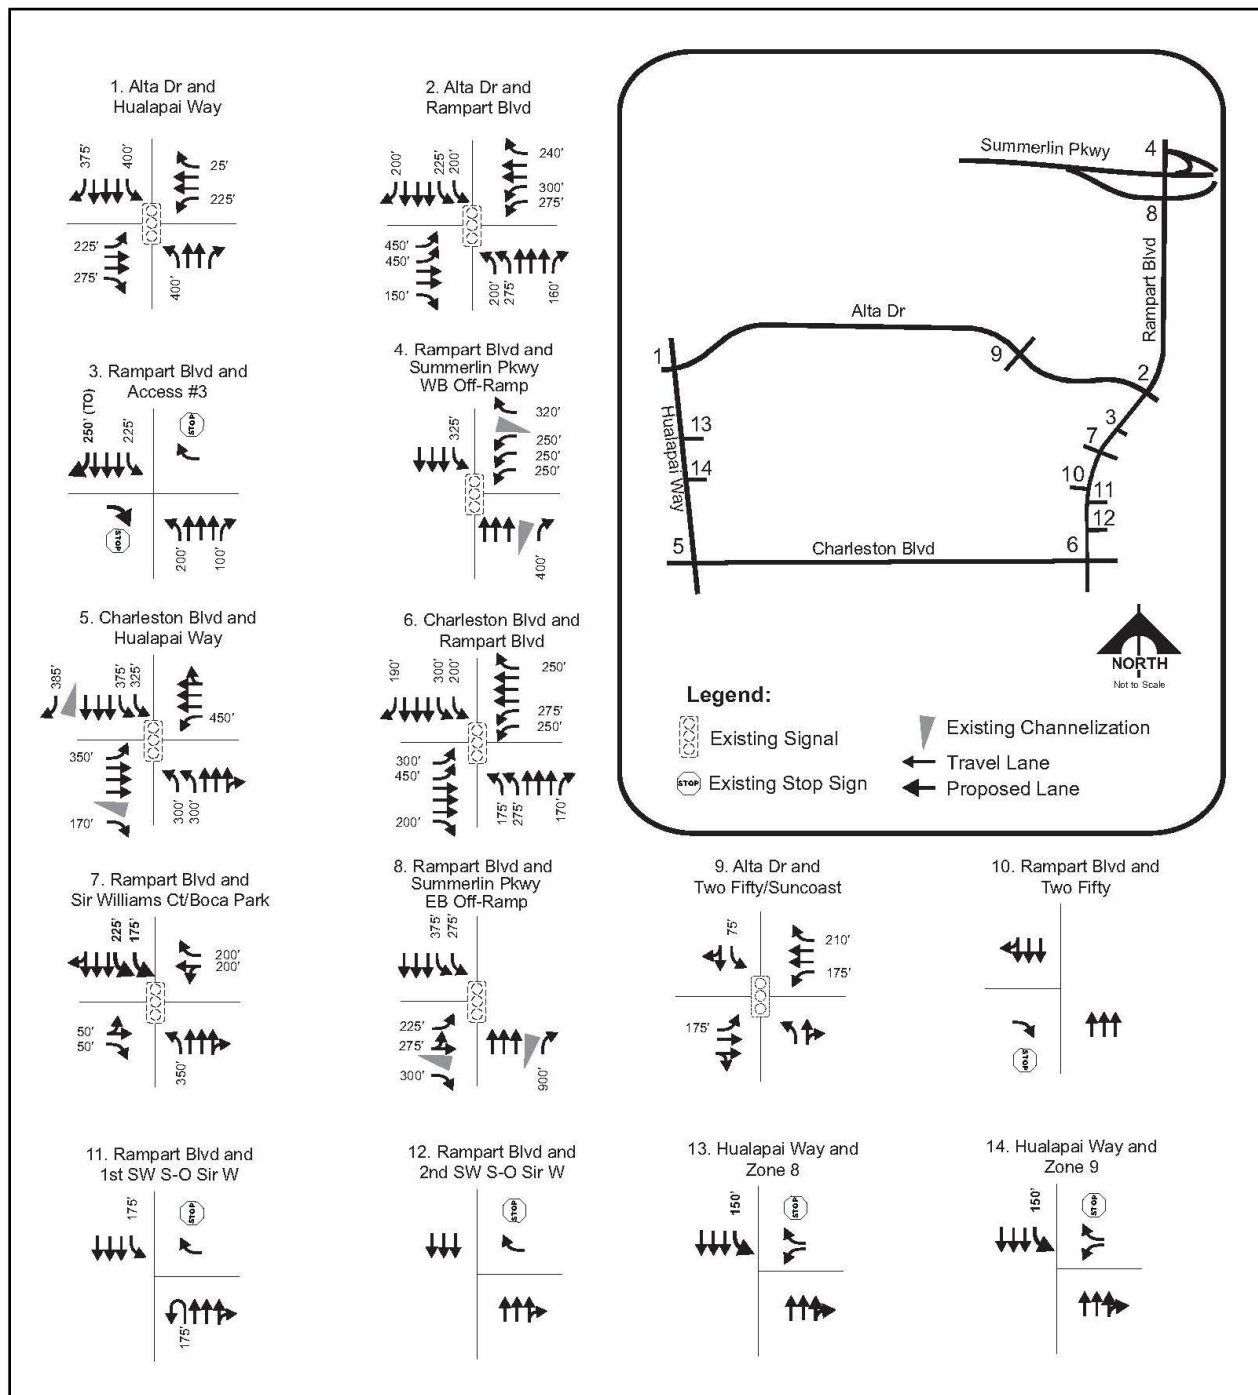 1. Alta Dr and
Hualapai Way
375'
400'
25'
225'
225'
275'
400'
2. Alta Dr and
Rampart Blvd
200'
225'
200'
240'
300'
275'
450'
450'
150'
200'
275'
160'
3. Rampart Blvd and
Access #3
250' (TO)
225'
STOP
STOP
200'
100'
4. Rampart Blvd and
Summerlin Pkwy
WB Off-Ramp
325'
320'
250'
250'
250'
400'
5. Charleston Blvd and
Hualapai Way
385'
375'
325'
450'
350'
170'
300'
300'
6. Charleston Blvd and
Rampart Blvd
190'
300'
200'
250'
275'
250'
300'
450'
200'
175'
275'
170'
Summerlin Pkwy
4
8
Rampart Blvd
Alta Dr
1
9
2
3
7
13
Hualapai Way
14
10
11
12
5
Charleston Blvd
6
NORTH
Not to Scale
Legend:
Existing Signal
STOP Existing Stop Sign
Existing Channelization
Travel Lane
Proposed Lane
7. Rampart Blvd and
Sir Williams Ct/Boca Park
225'
175'
200'
200'
50'
50'
350'
8. Rampart Blvd and
Summerlin Pkwy
EB Off-Ramp
375'
275'
225'
275'
300'
900'
9. Alta Dr and
Two Fifty/Suncoast
75'
210'
175'
175'
10. Rampart Blvd and
Two Fifty
STOP
11. Rampart Blvd and
1st SW S-O Sir W
175'
STOP
175'
12. Rampart Blvd and
2nd SW S-O Sir W
STOP
13. Hualapai Way and
Zone 8
150'
STOP
14. Hualapai Way and
Zone 9
150'
STOP